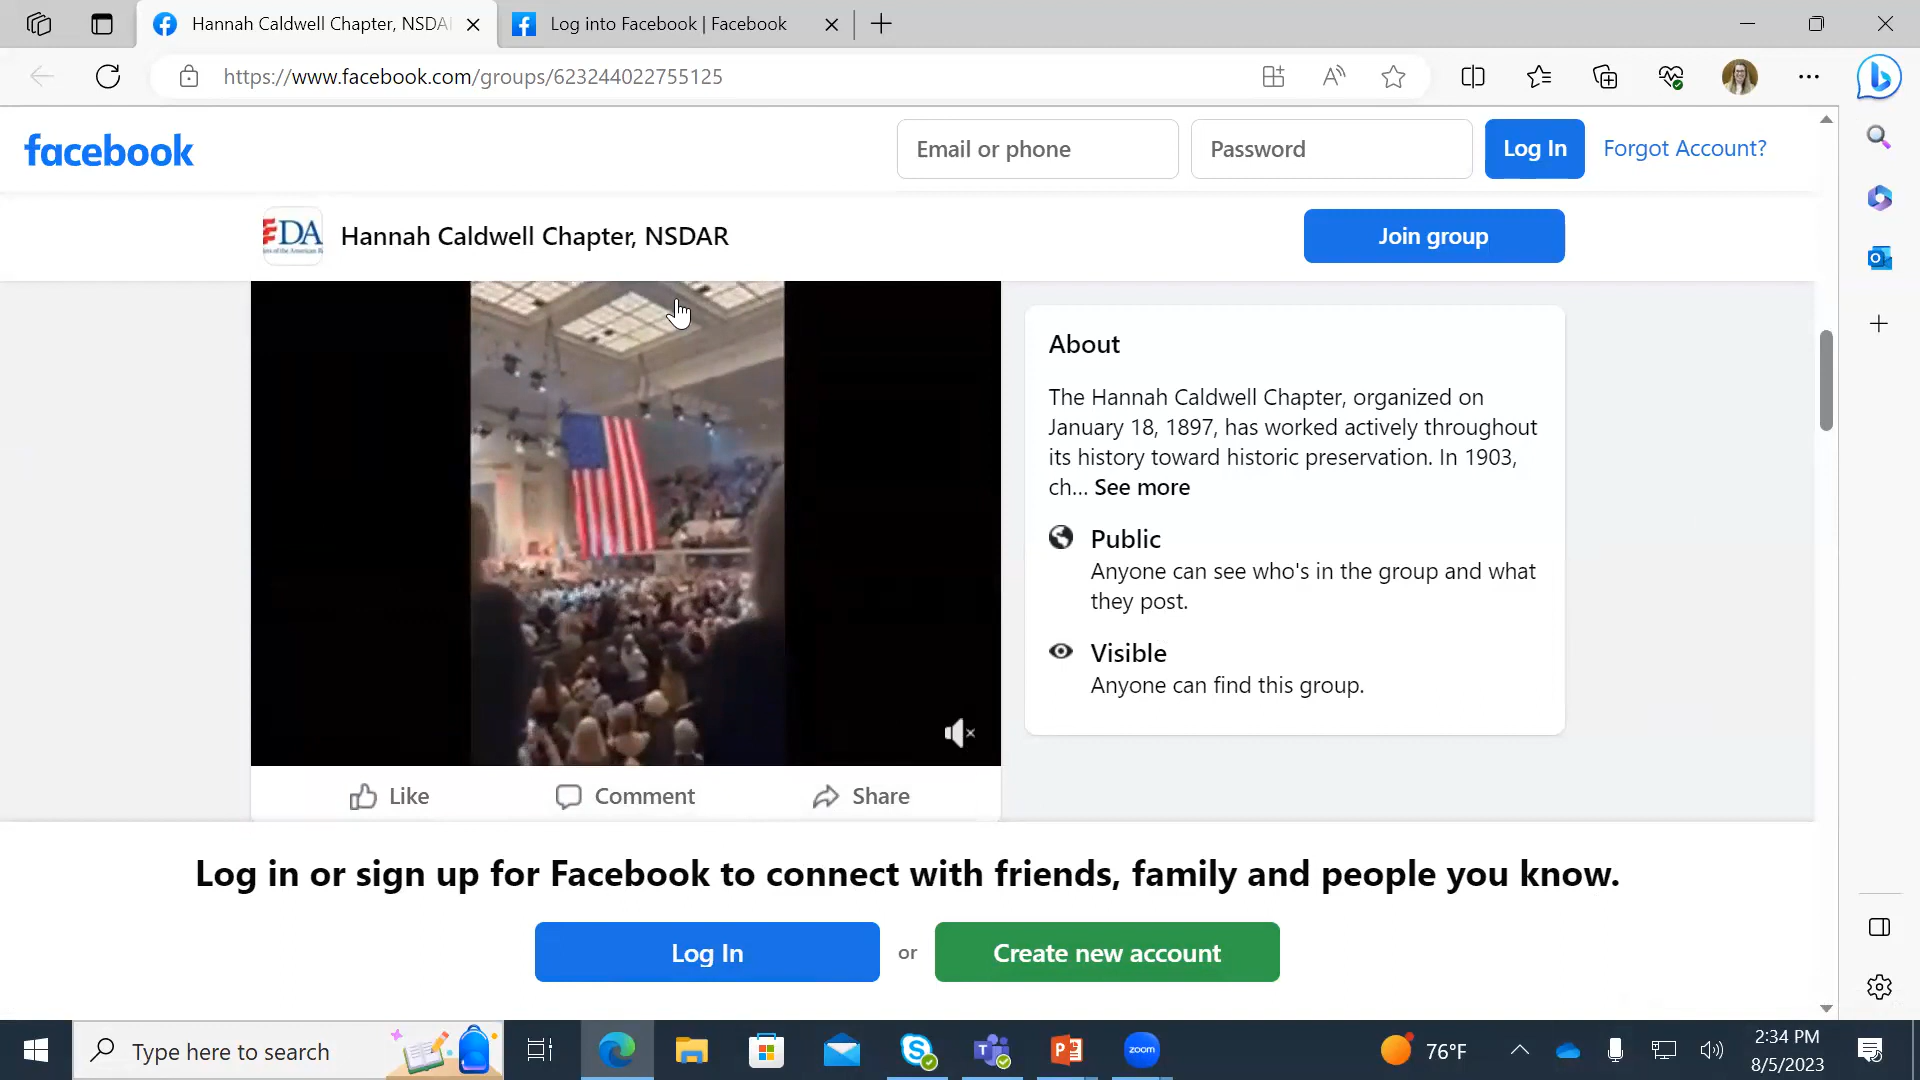 Hannah Caldwell Chapter, NSDA
Log into Facebook | Facebook
https://www.facebook.com/groups/623244022755125
facebook
Email or phone
Password
Log In
Forgot Account?
DA
Hannah Caldwell Chapter, NSDAR
Join group
About
The Hannah Caldwell Chapter, organized on
January 18, 1897, has worked actively throughout
its history toward historic preservation. In 1903,
ch... See more
Public
Anyone can see who's in the group and what
they post.
Visible
Anyone can find this group.
Like
Comment
Share
Log in or sign up for Facebook to connect with friends, family and people you know.
Log In
or
Create new account
Type here to search
zoom
76°F
2:34 PM
8/5/2023